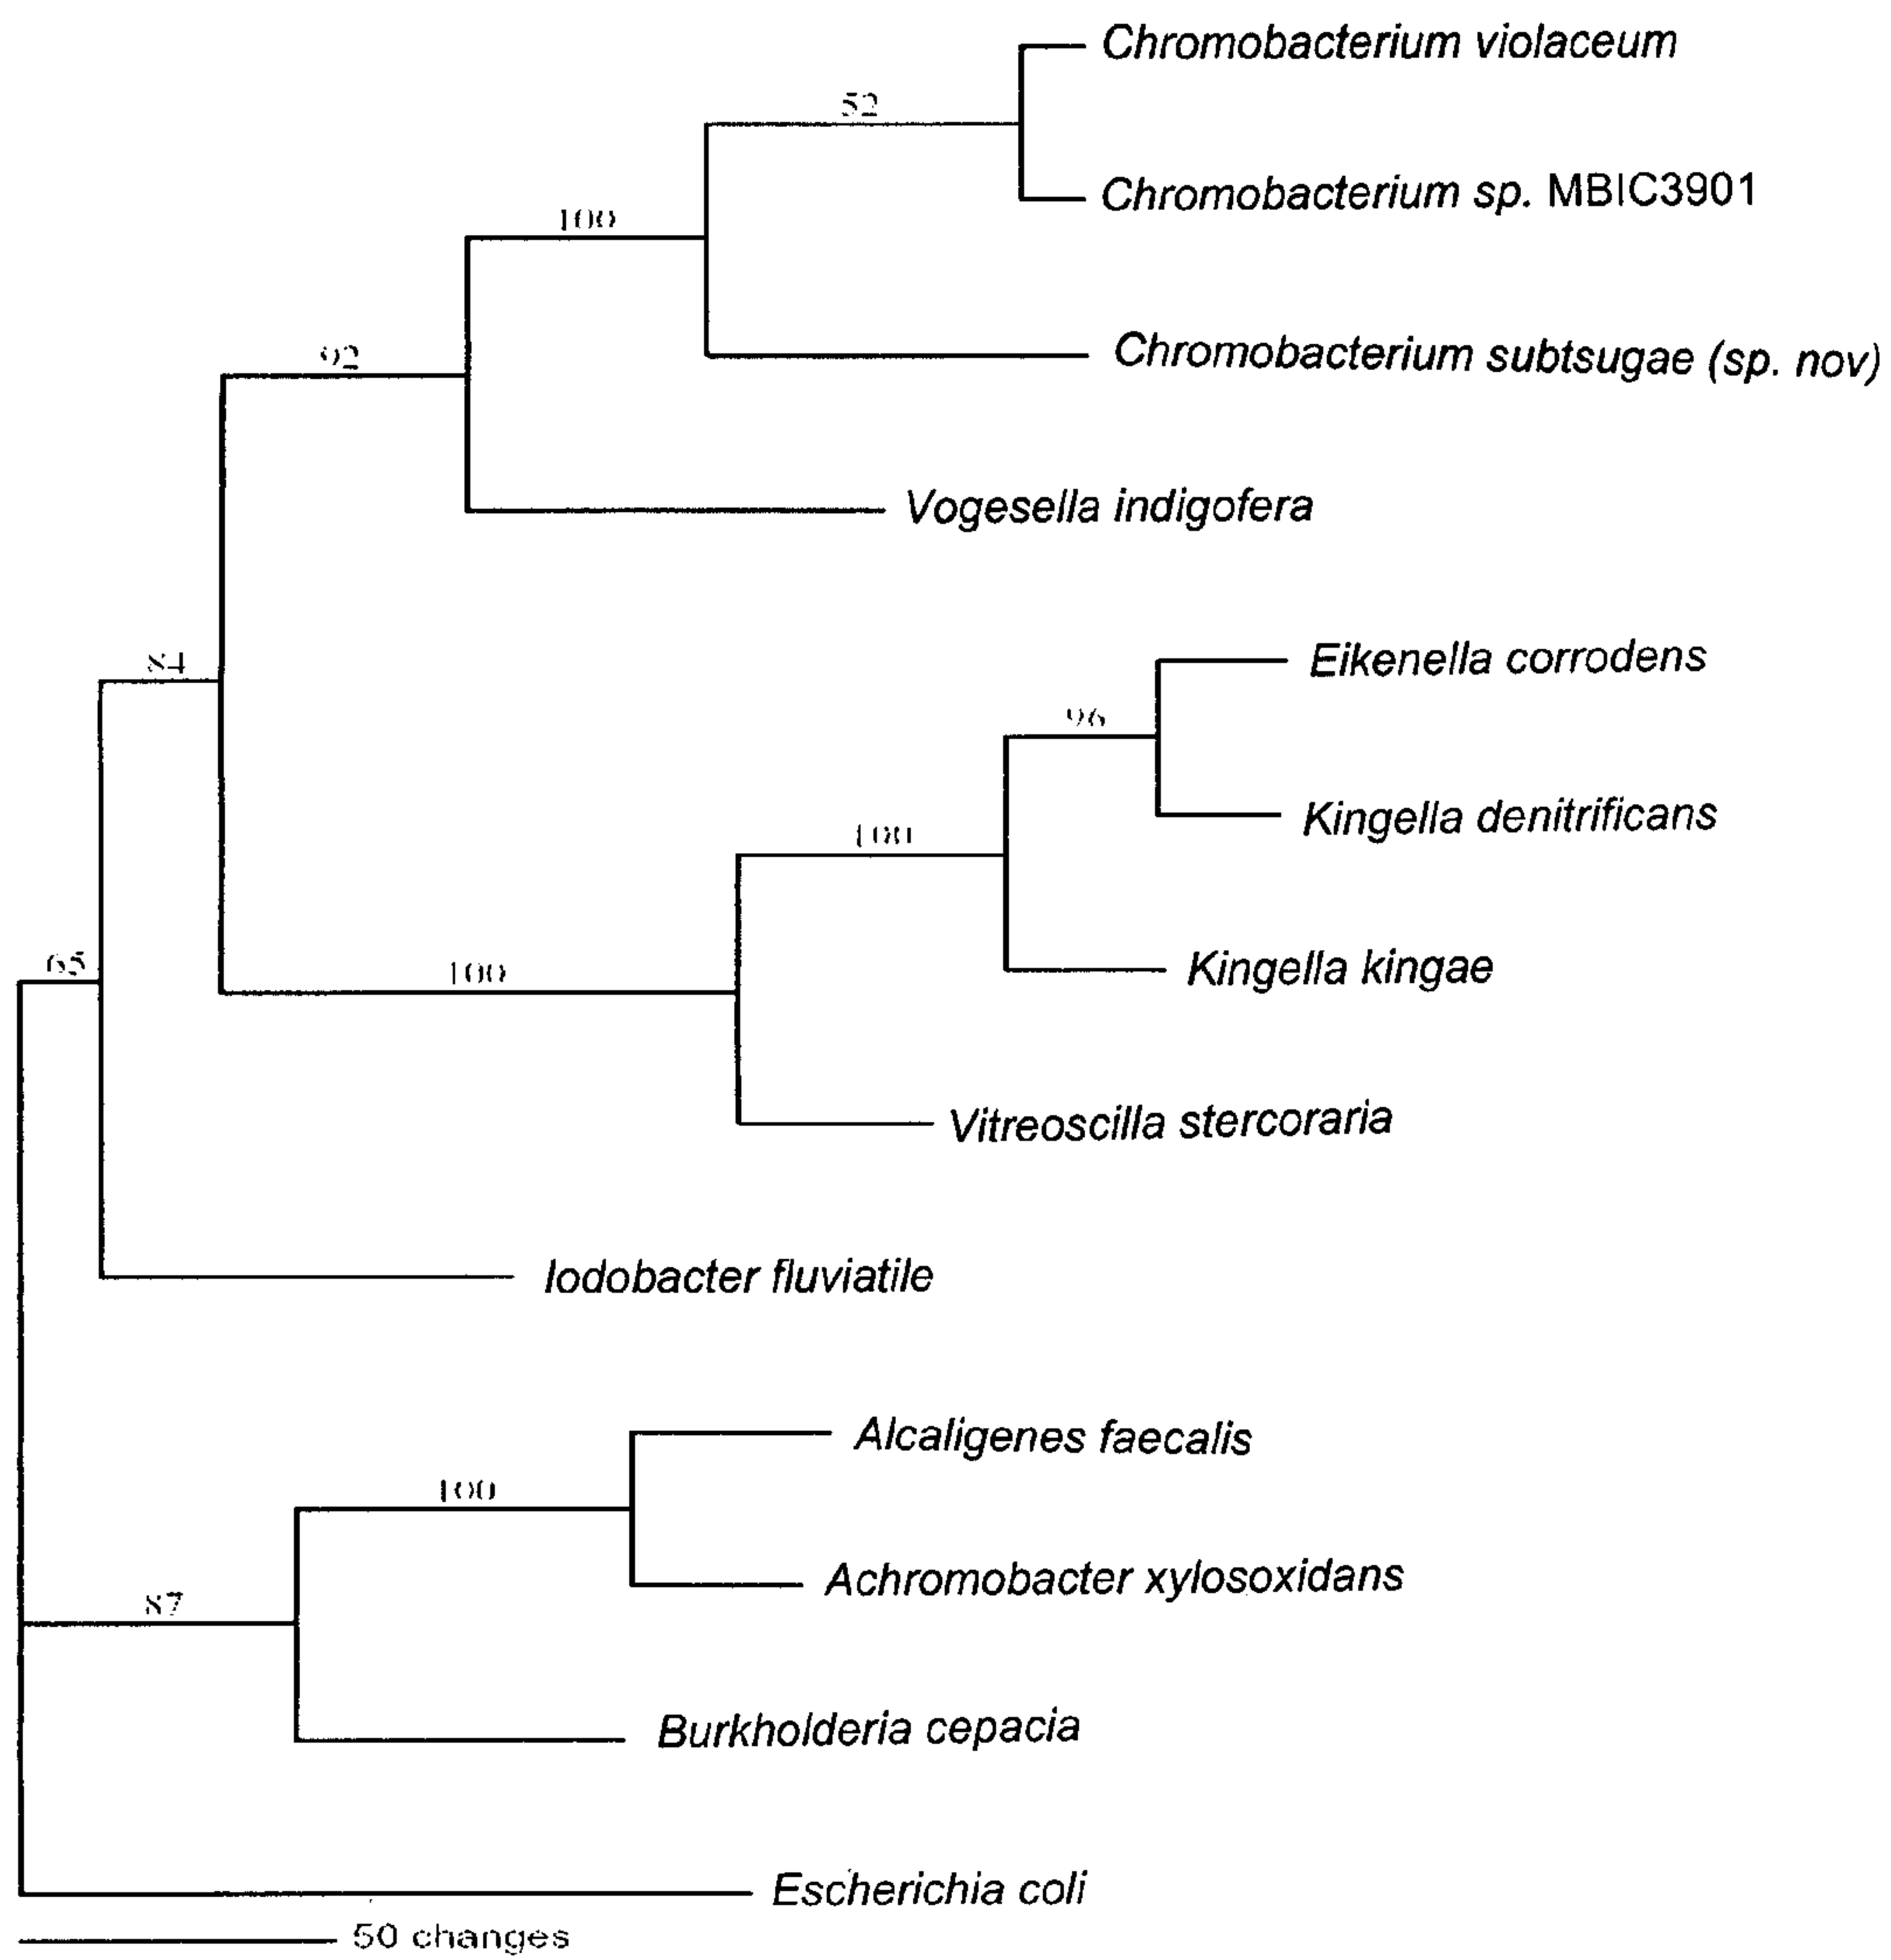 Chromobacterium violaceum
52
Chromobacterium sp. MBIC3901
100
Chromobacterium subtsugae (sp. nov)
92
Vogesella indigofera
Eikenella corrodens
84
96
Kingella denitrificans
100
Kingella kingae
65
100
Vitreoscilla stercoraria
Iodobacter fluviatile
Alcaligenes faecalis
100
Achromobacter xylosoxidans
87
Burkholderia cepacia
Escherichia coli
50 changes